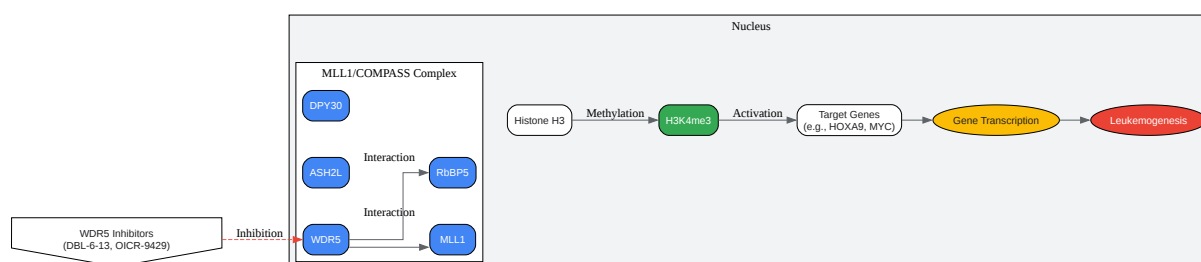 Nucleus
MLL1/COMPASS Complex
DPY30
Histone H3
Methylation
H3K4me3
Activation
Target Genes
(e.g., HOXA9, MYC)
Gene Transcription
Leukemogenesis
ASH2L
Interaction
RbBP5
Interaction
WDR5 Inhibitors
(DBL-6-13, OICR-9429)
Inhibition
WDR5
MLL1